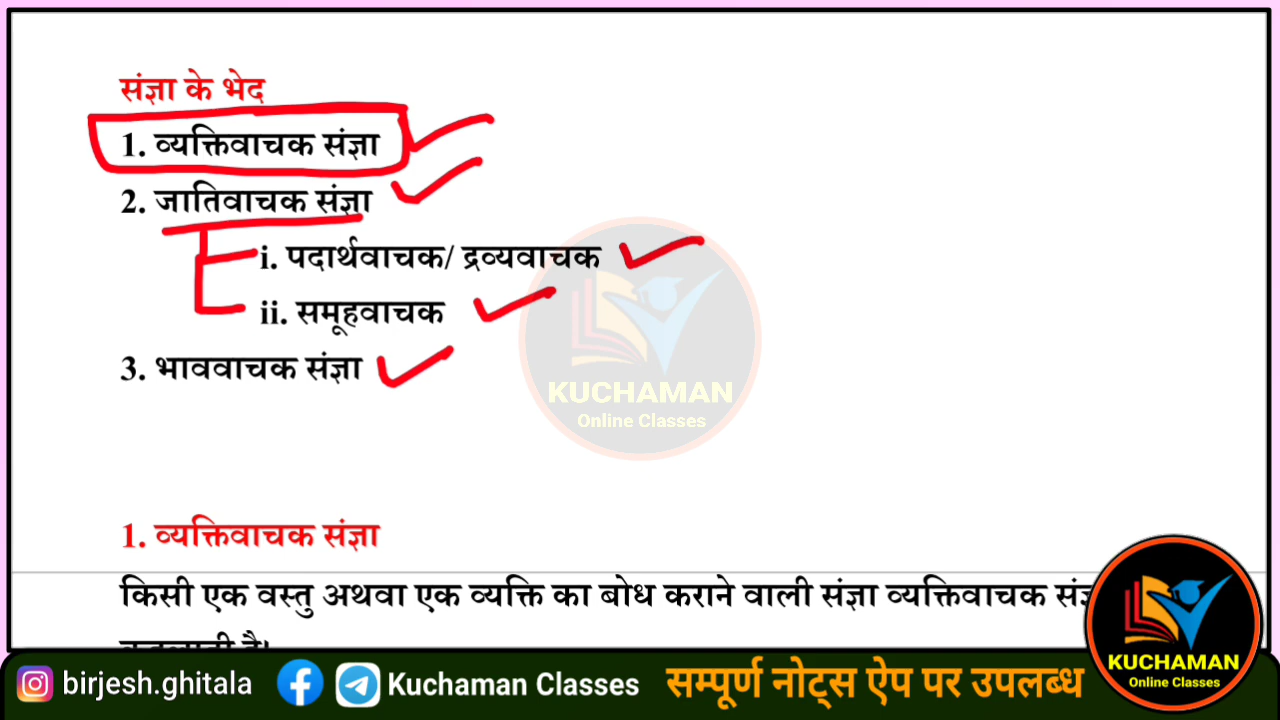 संज्ञा के भेद
1. व्यक्तिवाचक संज्ञा
2. जातिवाचक संज्ञा
i. पदार्थवाचक/ द्रव्यवाचक
ii. समूहवाचक
3. भाववाचक संज्ञा
KUCHAMAN
Online Classes
1. व्यक्तिवाचक संज्ञा
किसी एक वस्तु अथवा एक व्यक्ति का बोध कराने वाली संज्ञा व्यक्तिवाचक
KUCHAMAN
Online Classes
birjesh.ghitala
Kuchaman Classes
सम्पूर्ण नोट्स ऐप पर उपलब्ध